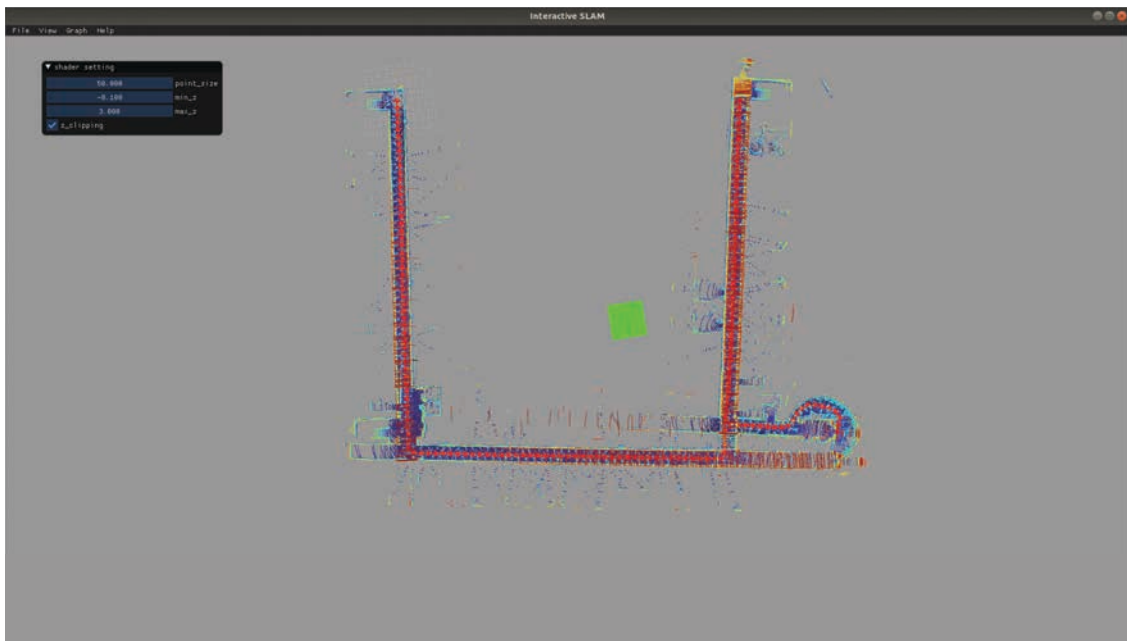 Interactive SLAM
File View Graph Help
▼ shader setting
50.000 point_size
-0.100 min_z
3.000 max_z
z_clipping